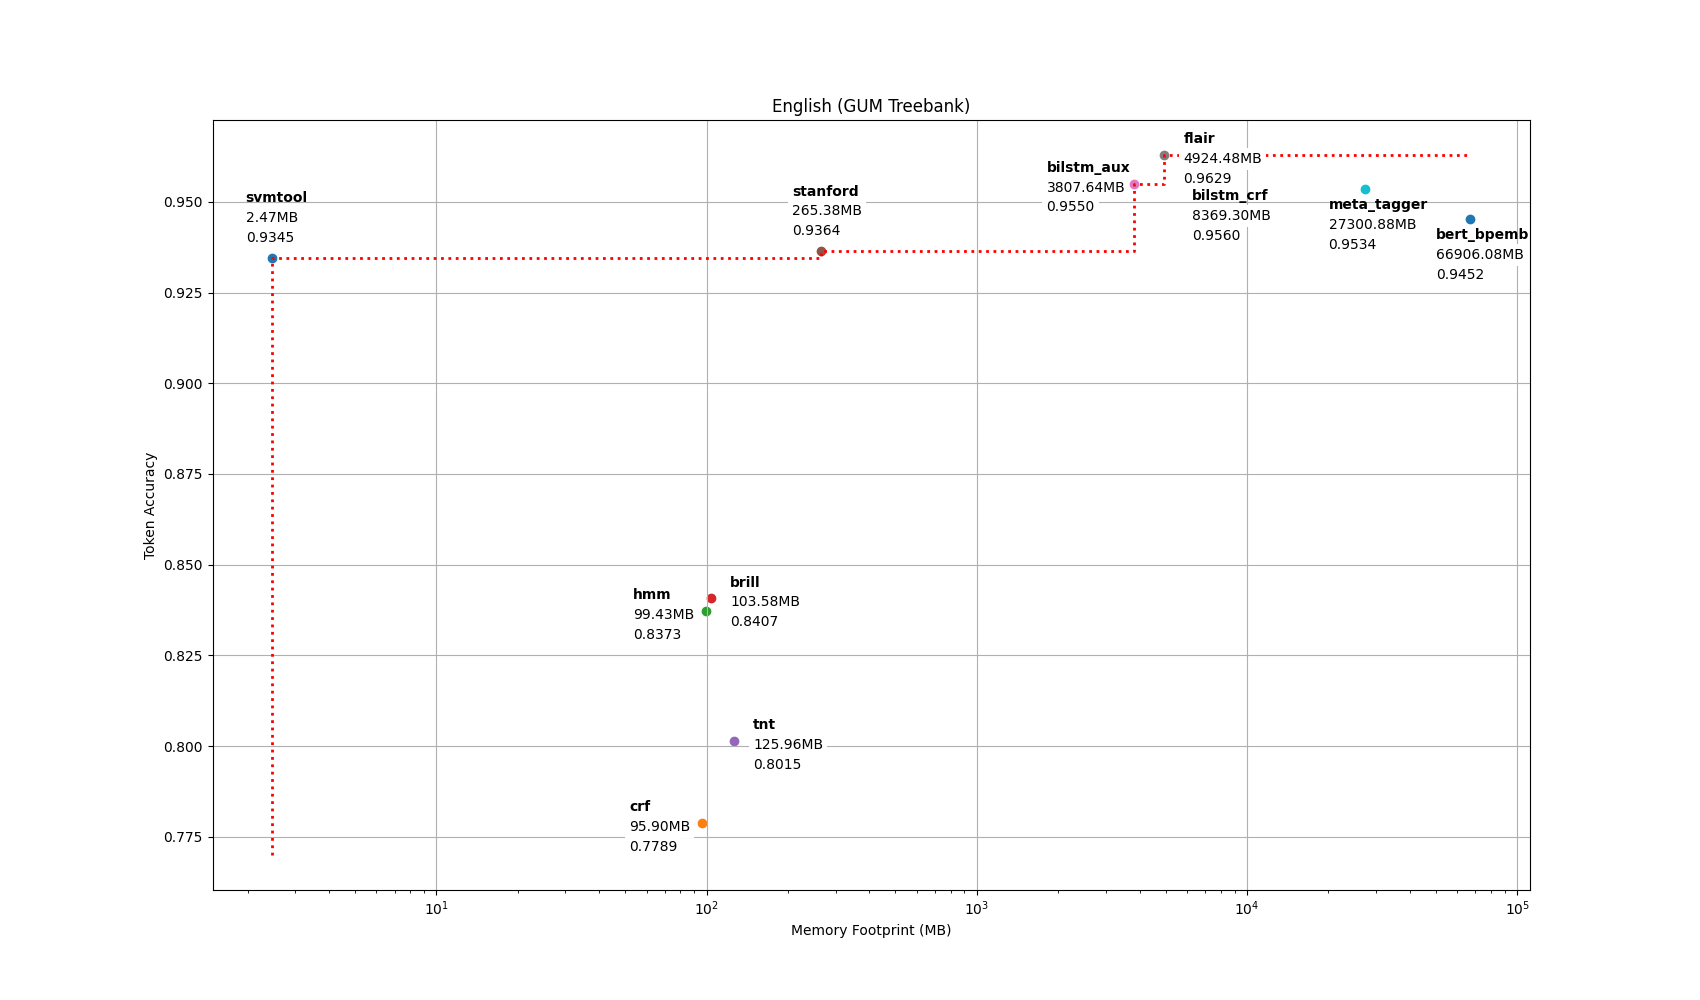 English (GUM Treebank)
flair
4924.48MB
0.9629
bilstm_aux
3807.64MB
0.9550
stanford
265.38MB
0.9364
svmtool
2.47MB
0.9345
bilstm_crf
8369.30MB
0.9560
meta_tagger
27300.88MB
0.9534
bert_bpemb
66906.08MB
0.9452
brill
103.58MB
0.8407
hmm
99.43MB
0.8373
tnt
125.96MB
0.8015
crf
95.90MB
0.7789
0.950
0.925
0.900
0.875
0.850
0.825
0.800
0.775
Token Accuracy
10¹
10²
10³
10⁴
10⁵
Memory Footprint (MB)